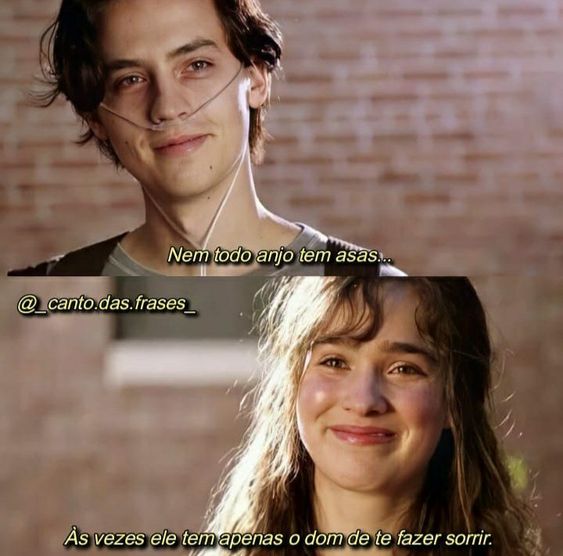 Nem todo anjo tem asas...
@_canto.das.frases_
Às vezes ele tem apenas o dom de te fazer sorrir.